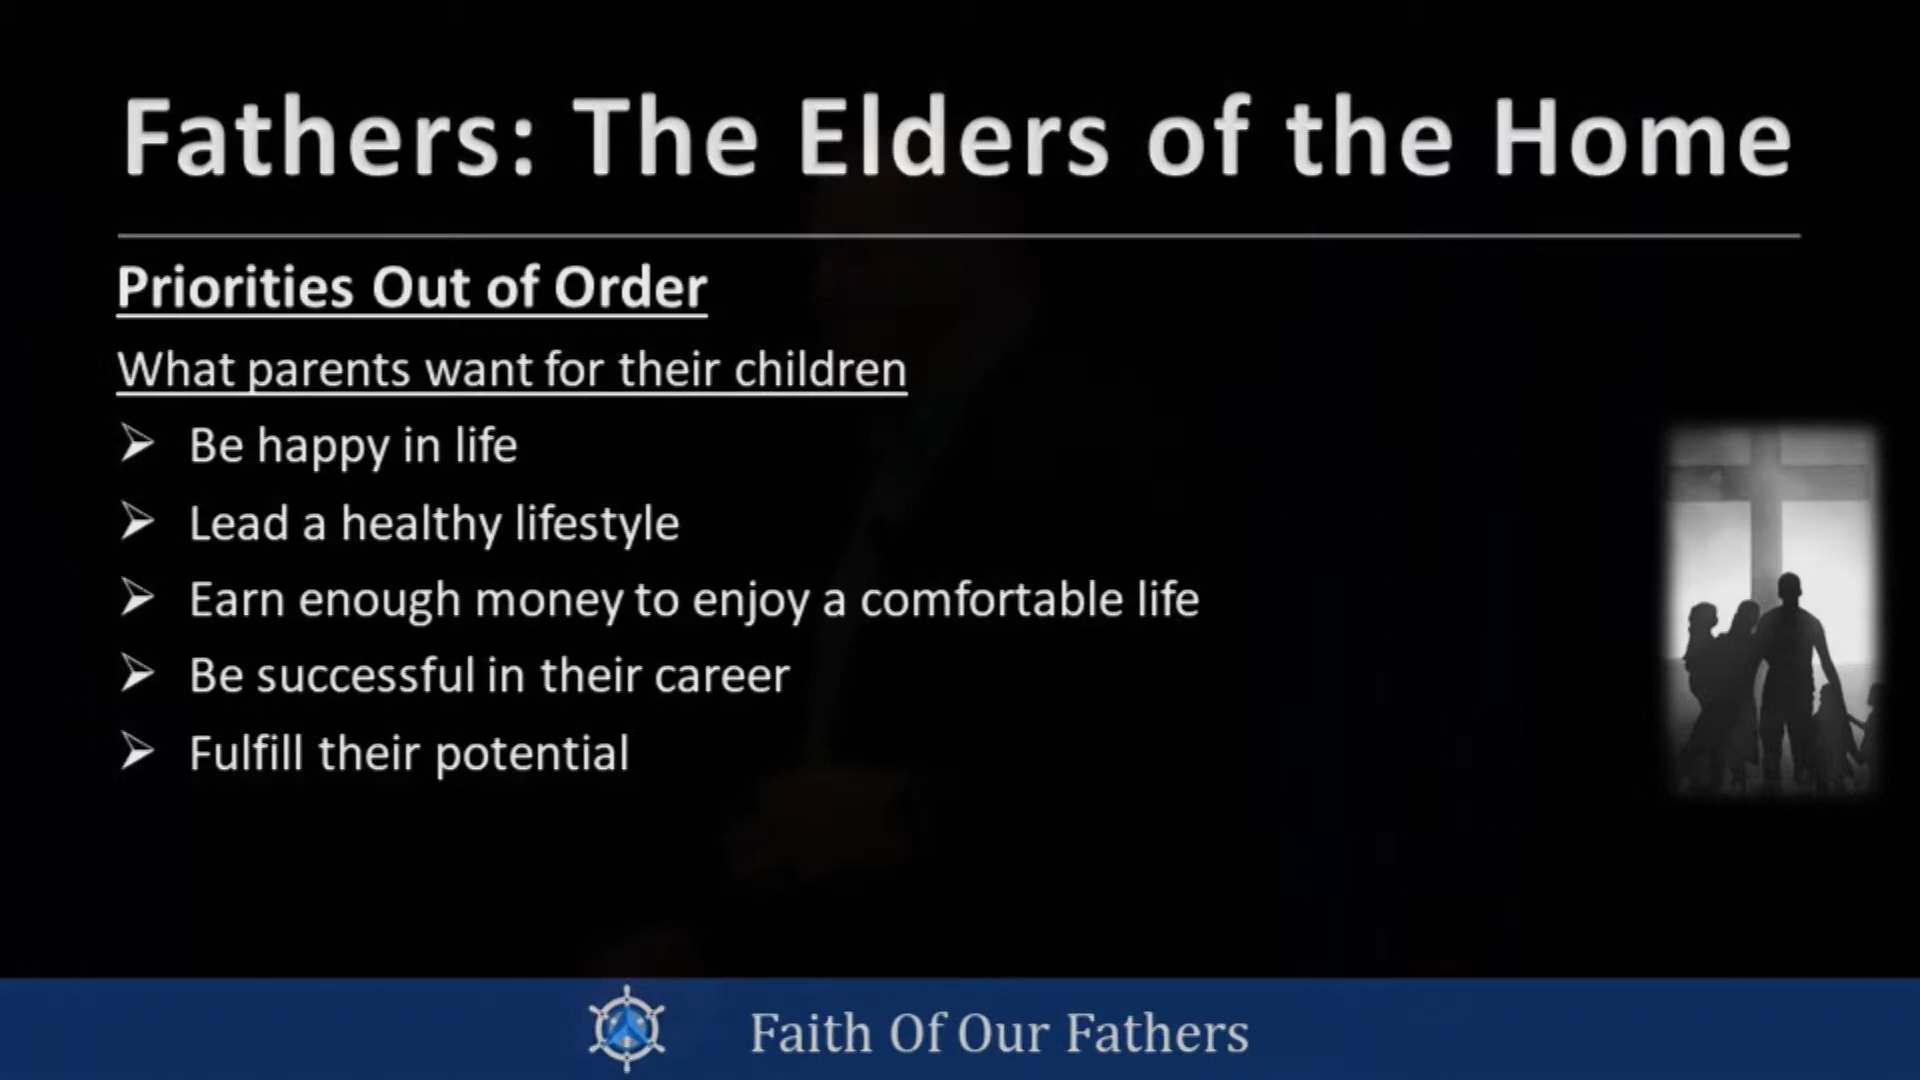 Fathers: The Elders of the Home
Priorities Out of Order
What parents want for their children
➢ Be happy in life
➢ Lead a healthy lifestyle
➢ Earn enough money to enjoy a comfortable life
➢ Be successful in their career
➢ Fulfill their potential
Faith Of Our Fathers